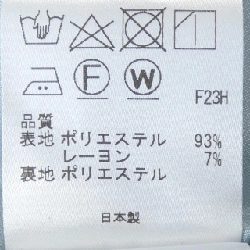 F W
F23H
品質
表地 ポリエステル 93%
レーヨン 7%
裏地 ポリエステル
日本製